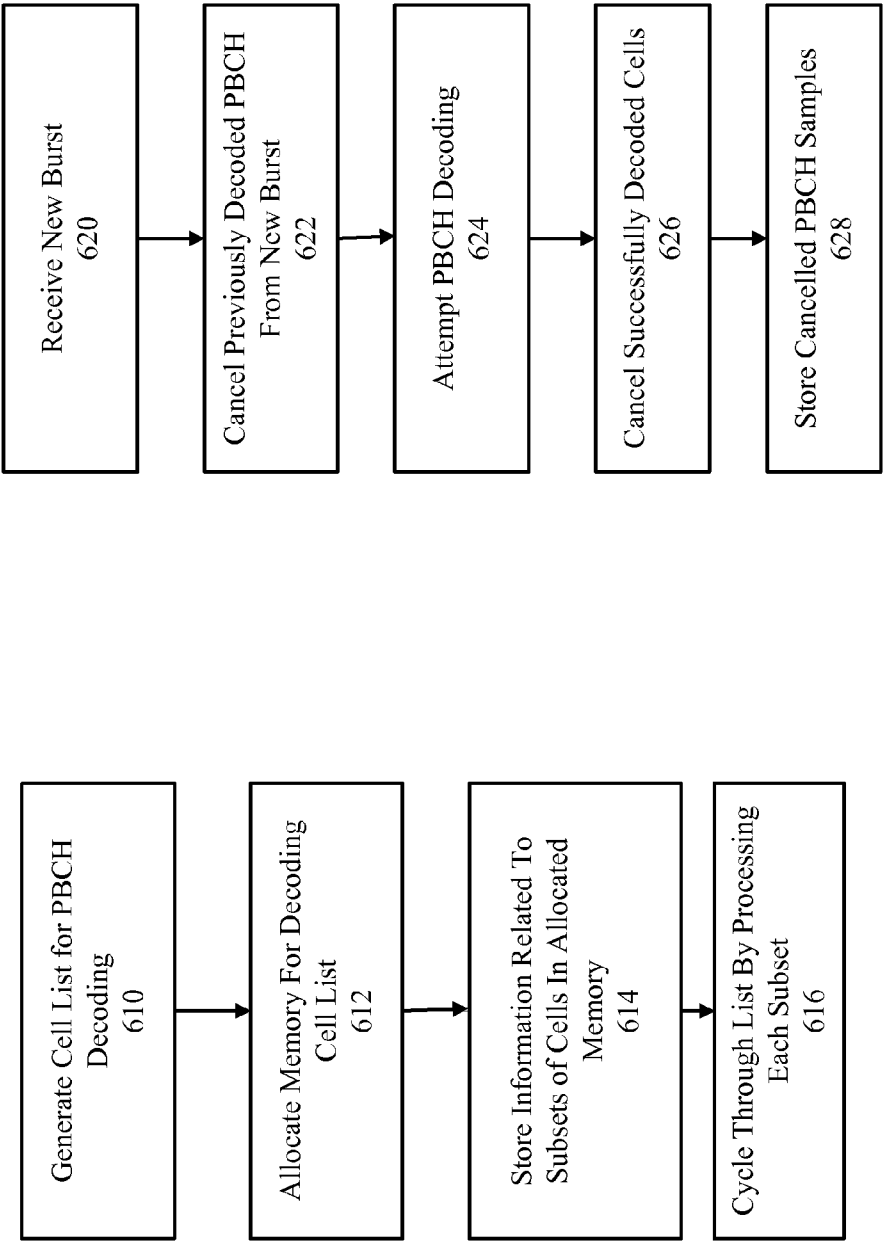 Generate Cell List for PBCH
Decoding
610
Allocate Memory For Decoding
Cell List
612
Store Information Related To
Subsets of Cells In Allocated
Memory
614
Cycle Through List By Processing
Each Subset
616
Receive New Burst
620
Cancel Previously Decoded PBCH
From New Burst
622
Attempt PBCH Decoding
624
Cancel Successfully Decoded Cells
626
Store Cancelled PBCH Samples
628